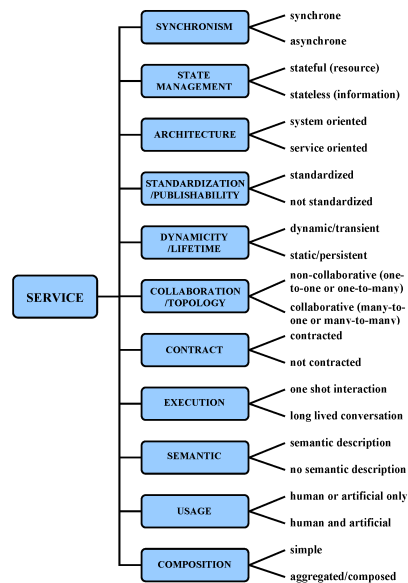 SERVICE
SYNCHRONISM
synchrone
asynchrone
STATE
MANAGEMENT
stateful (resource)
stateless (information)
ARCHITECTURE
system oriented
service oriented
STANDARDIZATION
/PUBLISHABILITY
standardized
not standardized
DYNAMICITY
/LIFETIME
dynamic/transient
static/persistent
COLLABORATION
/TOPOLOGY
non-collaborative (one-
to-one or one-to-many)
collaborative (many-to-
one or many-to-many)
CONTRACT
contracted
not contracted
EXECUTION
one shot interaction
long lived conversation
SEMANTIC
semantic description
no semantic description
USAGE
human or artificial only
human and artificial
COMPOSITION
simple
aggregated/composed